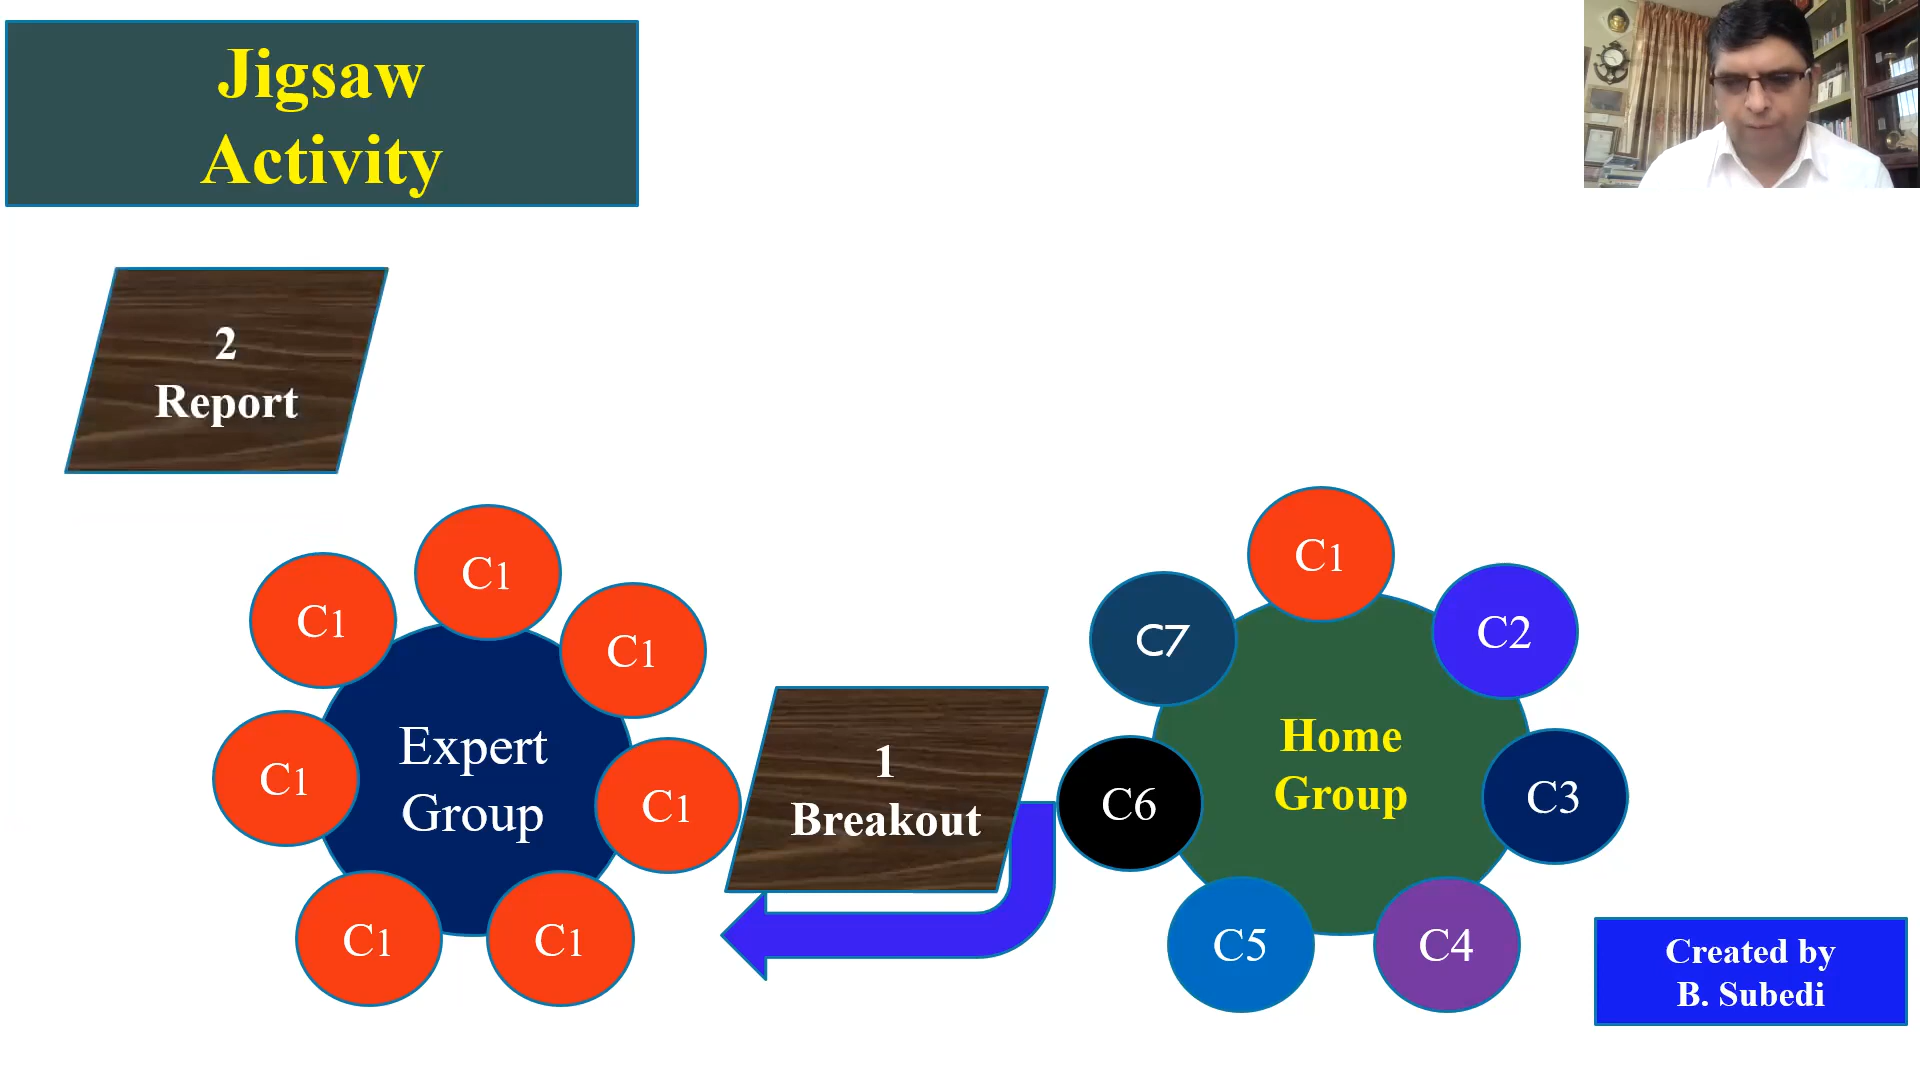 Jigsaw
Activity
2
Report
C1
C1
C1
C1
C1
C1
C1
Expert
Group
1
Breakout
C1
C2
C3
C4
C5
C6
C7
Home
Group
Created by
B. Subedi